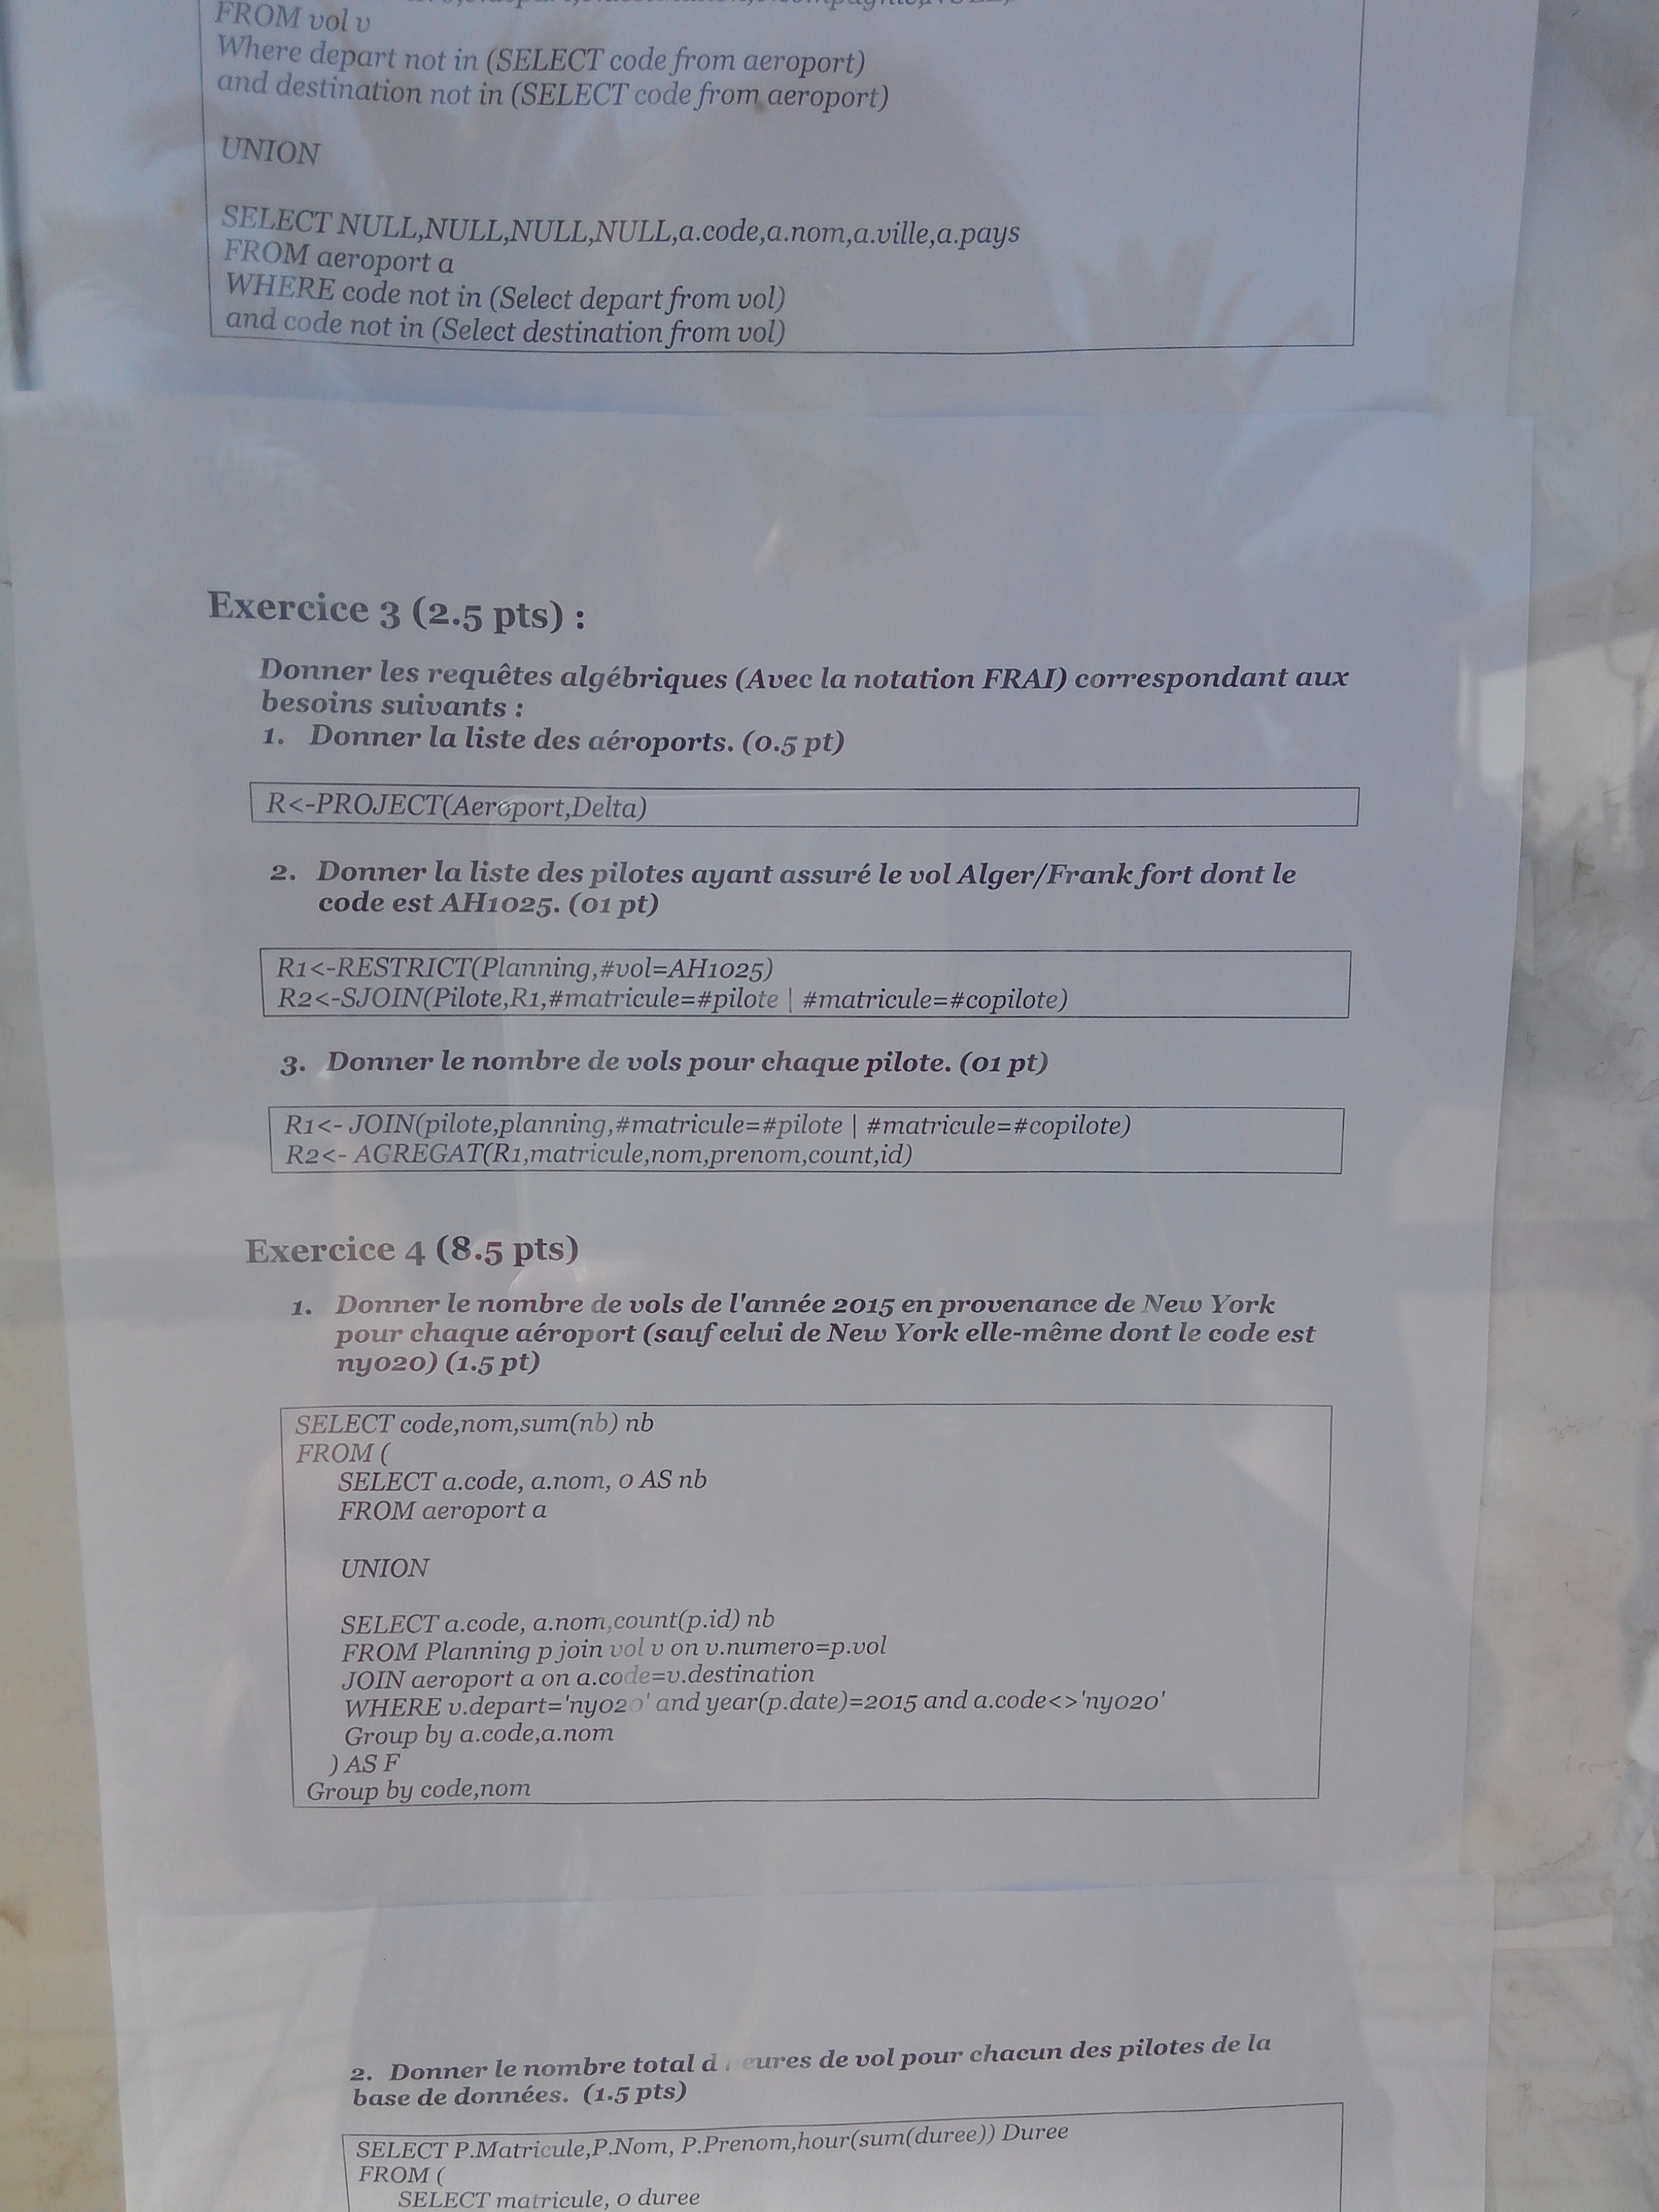 FROM vol v
Where depart not in (SELECT code from aeroport)
and destination not in (SELECT code from aeroport)
UNION
SELECT NULL,NULL,NULL,NULL,a.code,a.nom,a.ville,a.pays
FROM aeroport a
WHERE code not in (Select depart from vol)
and code not in (Select destination from vol)
Exercice 3 (2.5 pts) :
Donner les requêtes algébriques (Avec la notation FRAI) correspondant aux
besoins suivants :
1. Donner la liste des aéroports. (0.5 pt)
R<-PROJECT(Aeroport,Delta)
2. Donner la liste des pilotes ayant assuré le vol Alger/Frank fort dont le
code est AH1025. (01 pt)
R1<-RESTRICT(Planning,#vol=AH1025)
R2<-SJOIN(Pilote,R1,#matricule=#pilote | #matricule=#copilote)
3. Donner le nombre de vols pour chaque pilote. (01 pt)
R1<- JOIN(pilote,planning,#matricule=#pilote | #matricule=#copilote)
R2<- AGREGAT(R1,matricule,nom,prenom,count,id)
Exercice 4 (8.5 pts)
1. Donner le nombre de vols de l'année 2015 en provenance de New York
pour chaque aéroport (sauf celui de New York elle-même dont le code est
ny020) (1.5 pt)
SELECT code,nom,sum(nb) nb
FROM (
SELECT a.code, a.nom, 0 AS nb
FROM aeroport a
UNION
SELECT a.code, a.nom,count(p.id) nb
FROM Planning p join vol v on v.numero=p.vol
JOIN aeroport a on a.code=v.destination
WHERE v.depart='ny020' and year(p.date)=2015 and a.code<>'ny020'
Group by a.code,a.nom
) AS F
Group by code,nom
2. Donner le nombre total de vol pour chacun des pilotes de la
base de données. (1.5 pts)
SELECT P.Matricule,P.Nom, P.Prenom,hour(sum(duree)) Duree
FROM (
SELECT matricule, 0 duree